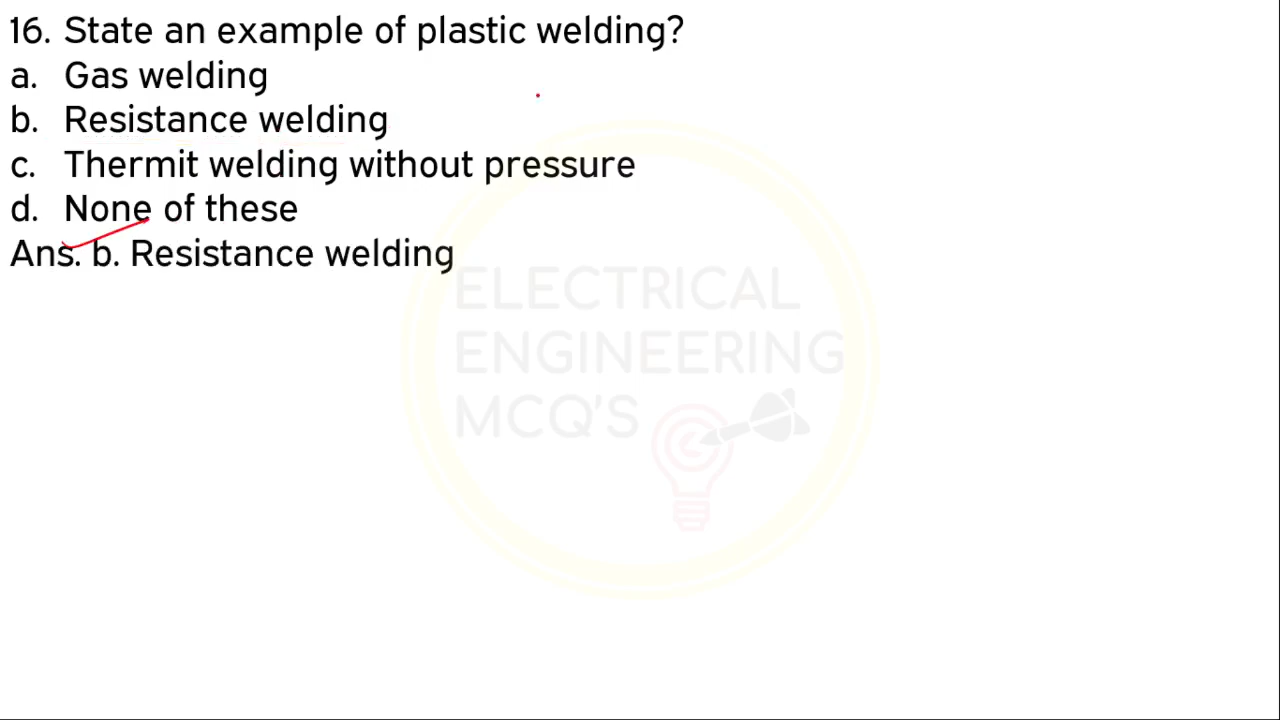 16. State an example of plastic welding?
a. Gas welding
b. Resistance welding
c. Thermit welding without pressure
d. None of these
Ans. b. Resistance welding
ELECTRICAL
ENGINEERING
MCQ'S